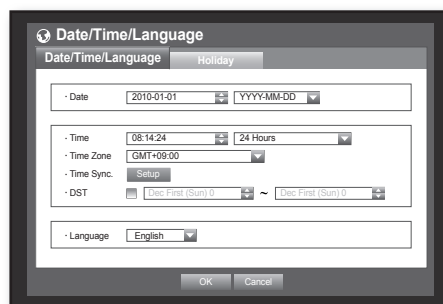 Date/Time/Language
Date/Time/Language Holiday
· Date 2010-01-01 YYYY-MM-DD
· Time 08:14:24 24 Hours
· Time Zone GMT+09:00
· Time Sync. Setup
· DST Dec First (Sun) 0 ~ Dec First (Sun) 0
· Language English
OK Cancel